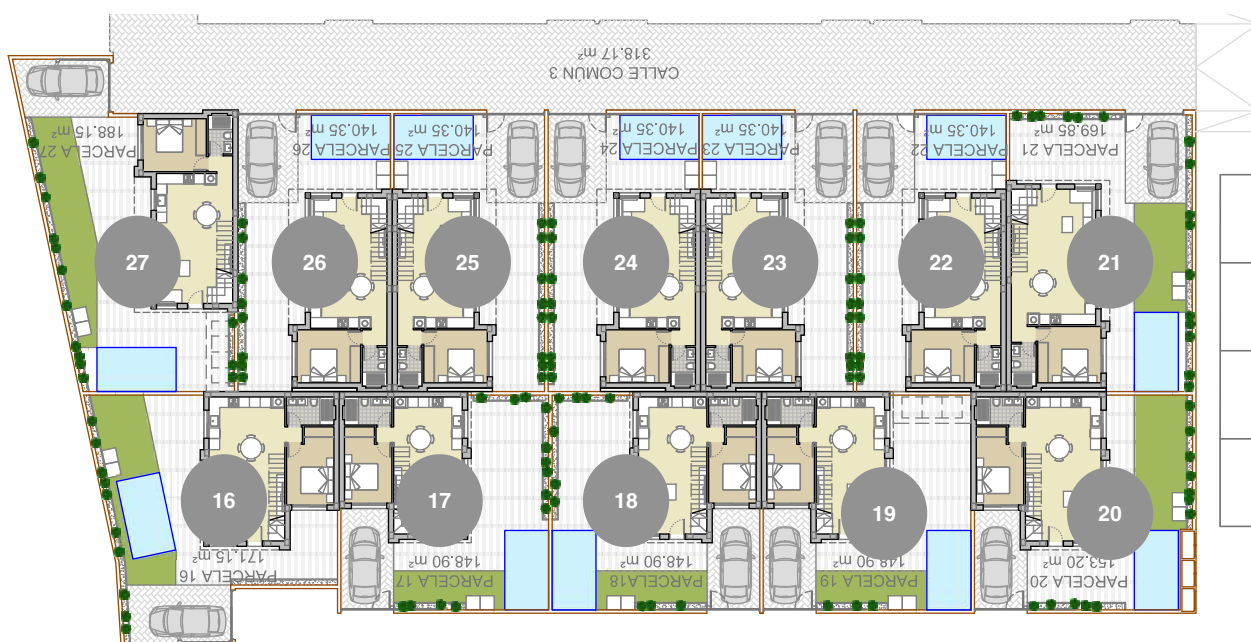 CALLE COMÚN 3
318.17 m²
PARCELA 27
188.15 m²
PARCELA 26
140.35 m²
PARCELA 25
140.35 m²
PARCELA 24
140.35 m²
PARCELA 23
140.35 m²
PARCELA 22
140.35 m²
PARCELA 21
169.85 m²
27
26
25
24
23
22
21
16
17
18
19
20
PARCELA 16
171.15 m²
PARCELA 17
148.90 m²
PARCELA18
148.90 m²
PARCELA 19
148.90 m²
PARCELA 20
153.20 m²